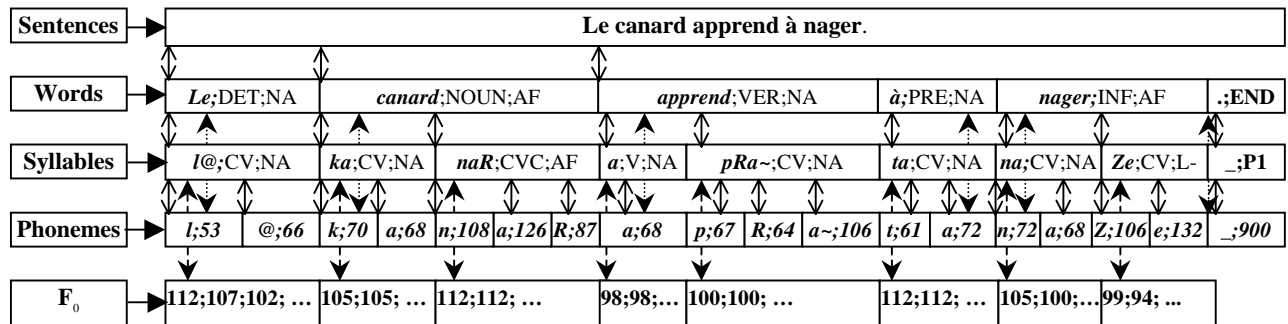 Sentences Le canard apprend à nager.
Words Le;DET;NA canard;NOUN;AF apprend;VER;NA à;PRE;NA nager;INF;AF .;END
Syllables l@;CV;NA ka;CV;NA naR;CVC;AF a;V;NA pRa~;CV;NA ta;CV;NA na;CV;NA Ze;CV;L- _;P1
Phonemes l;53 @;66 k;70 a;68 n;108 a;126 R;87 a;68 p;67 R;64 a~;106 t;61 a;72 n;72 a;68 Z;106 e;132 _;900
F0 112;107;102; … 105;105; … 112;112; … 98;98;… 100;100; … 112;112; … 105;100;… 99;94; ...